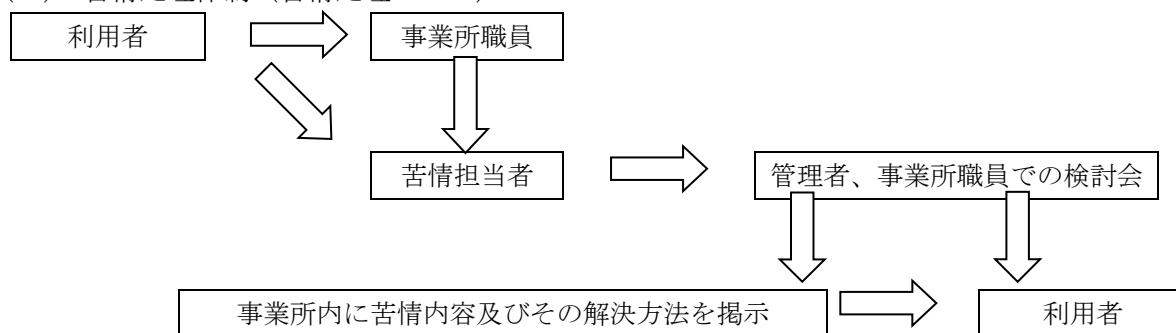 利用者
事業所職員
苦情担当者
管理者、事業所職員での検討会
事業所内に苦情内容及びその解決方法を掲示
利用者